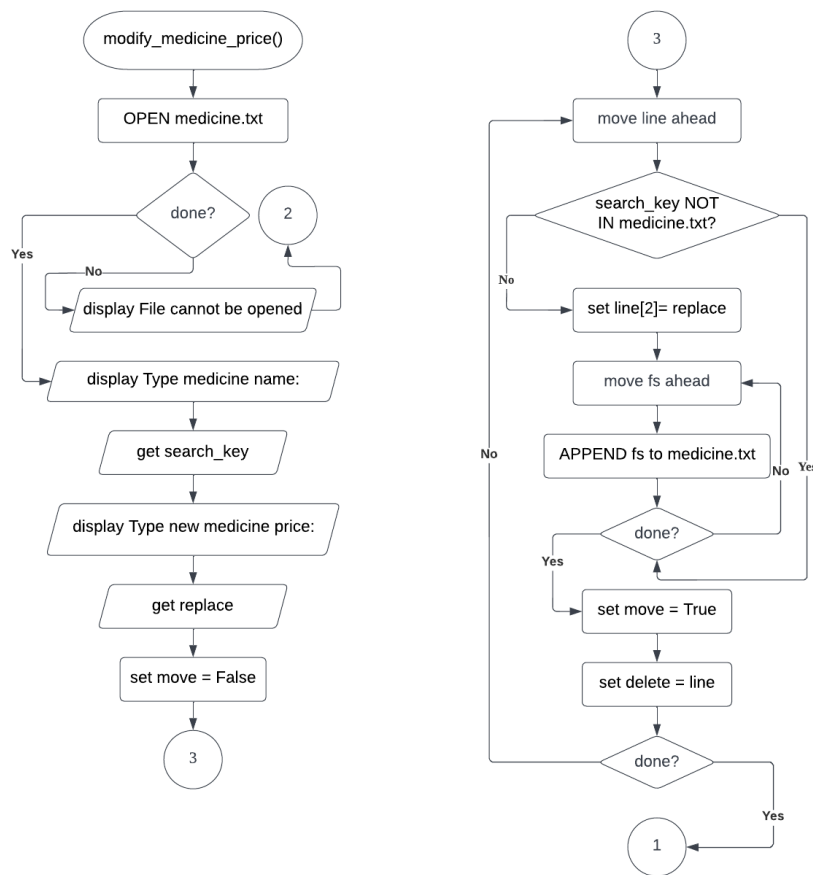 modify_medicine_price()
OPEN medicine.txt
done?
2
Yes
No
display File cannot be opened
display Type medicine name:
get search_key
display Type new medicine price:
get replace
set move = False
3
3
move line ahead
search_key NOT
IN medicine.txt?
No
set line[2]= replace
move fs ahead
APPEND fs to medicine.txt
No
No
Yes
done?
Yes
set move = True
set delete = line
done?
Yes
1